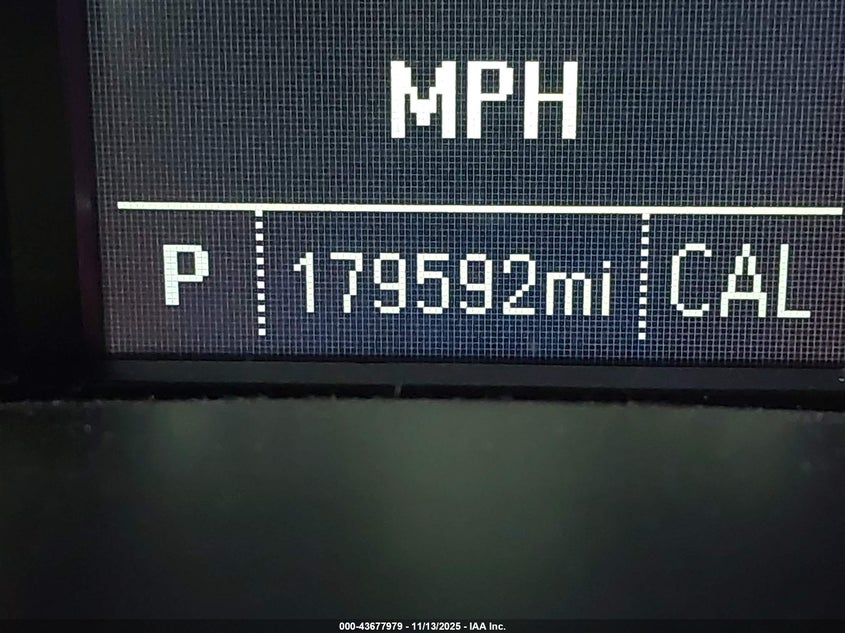 MPH
P 179592mi CAL
000-43677979 - 11/13/2025 - IAA Inc.